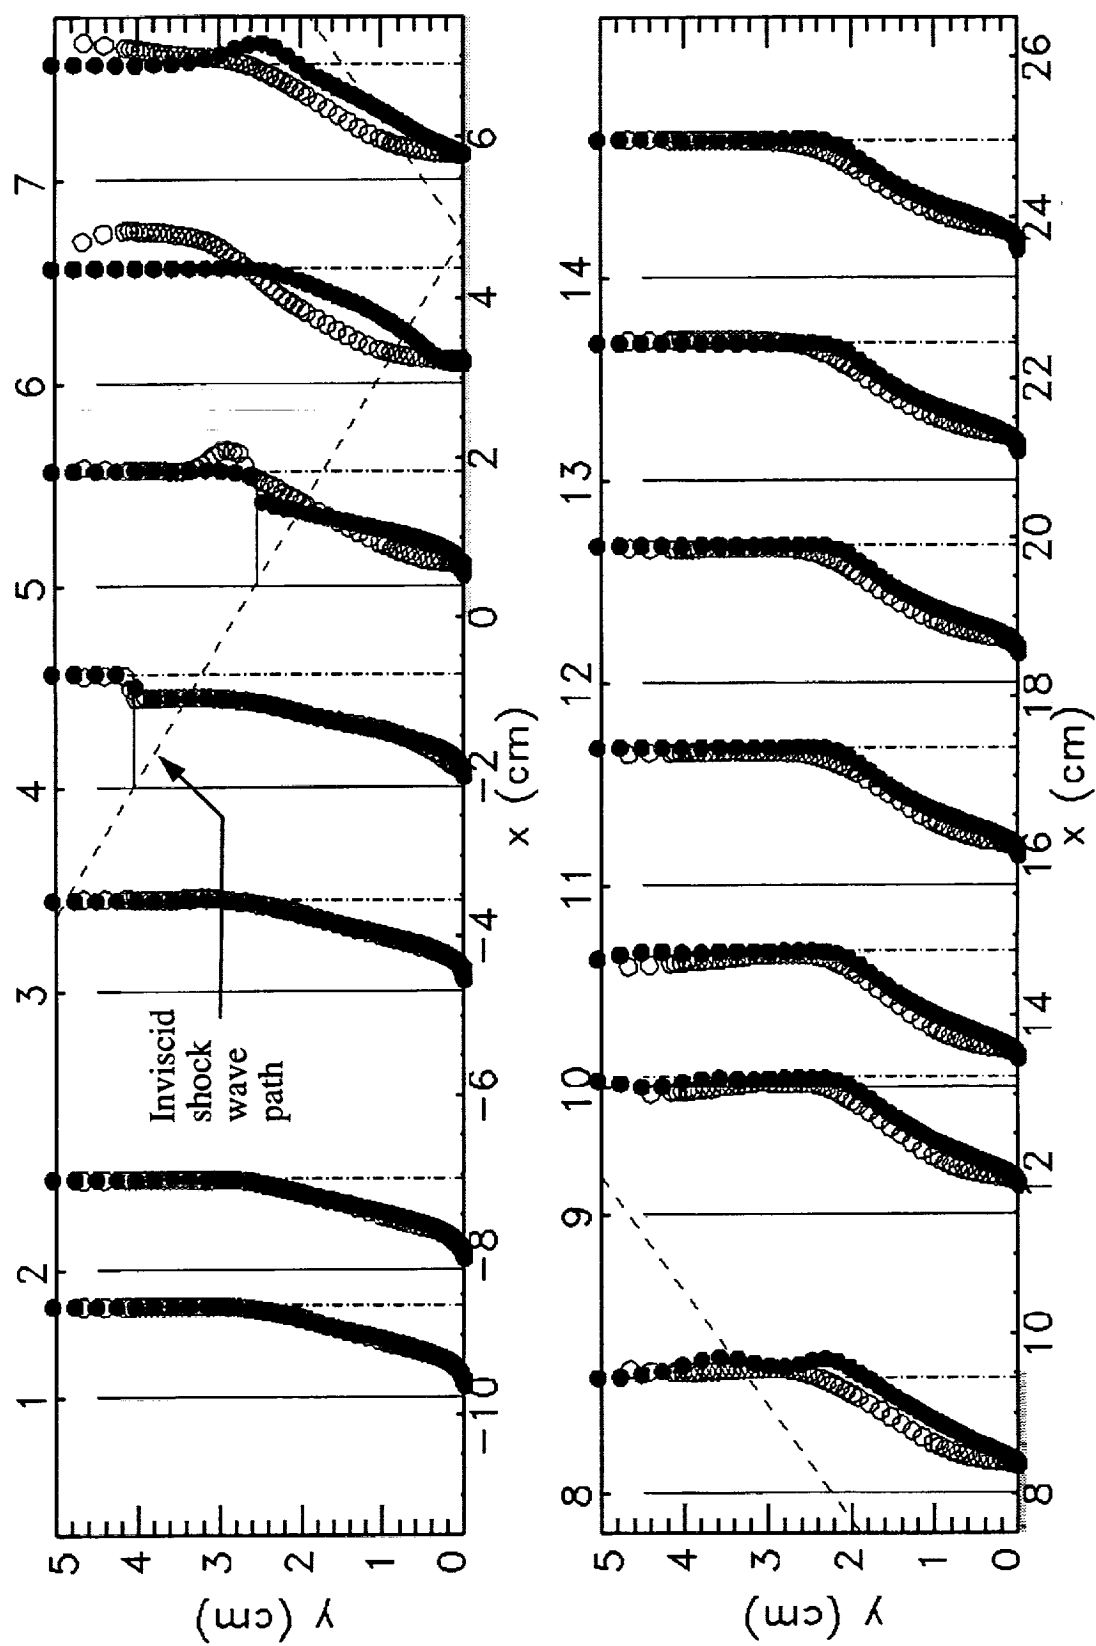 1 2 3 4 5 6 7
5
4
3
2
1
0
y (cm)
Inviscid
shock
wave
path
−10 −8 −6 −4 −2 0 2 4 6
x (cm)
8 9 10 11 12 13 14
5
4
3
2
1
0
y (cm)
8 10 12 14 16 18 20 22 24 26
x (cm)